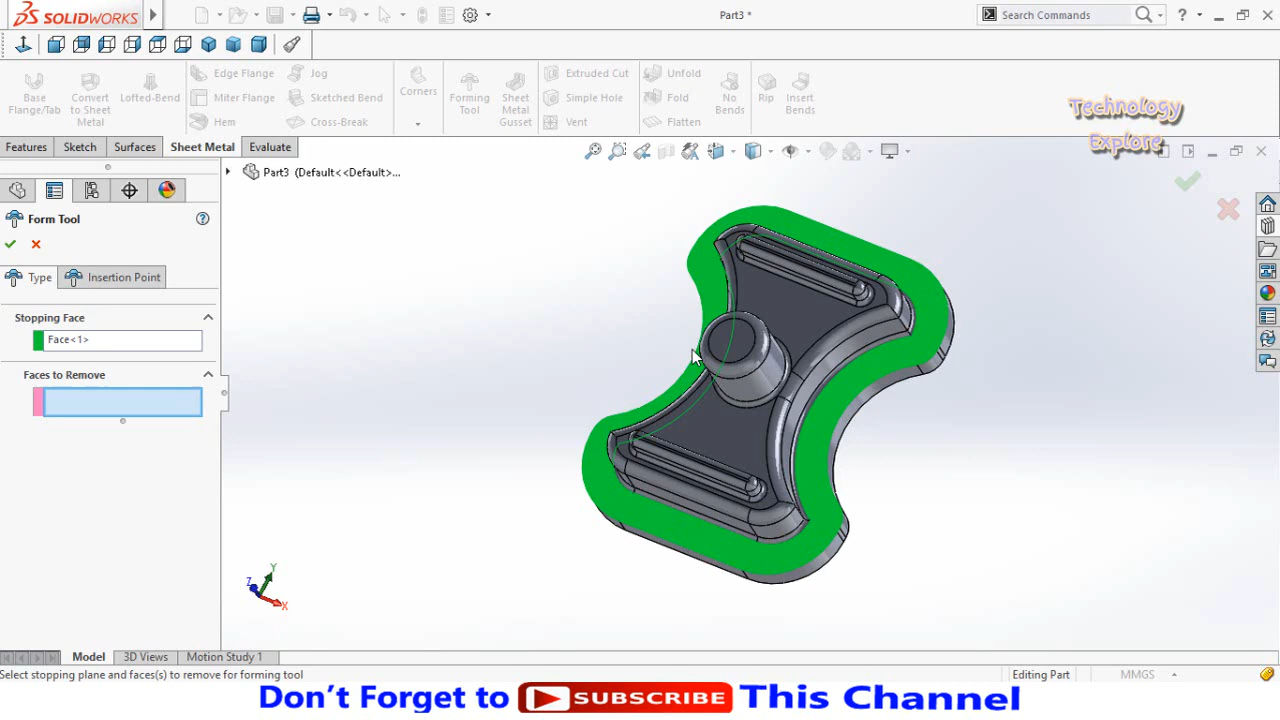 SOLIDWORKS
Part3 *
Search Commands
?
Base Flange/Tab
Convert to Sheet Metal
Lofted-Bend
Edge Flange
Miter Flange
Hem
Jog
Sketched Bend
Cross-Break
Corners
Forming Tool
Sheet Metal Gusset
Extruded Cut
Simple Hole
Vent
Unfold
Fold
Flatten
No Bends
Rip
Insert Bends
Technology
Explore
Features
Sketch
Surfaces
Sheet Metal
Evaluate
Part3 (Default<<Default>...
Form Tool
?
Type
Insertion Point
Stopping Face
Face<1>
Faces to Remove
Y
Z
X
Model
3D Views
Motion Study 1
Select stopping plane and faces(s) to remove for forming tool
Editing Part
MMGS
Don't Forget to SUBSCRIBE This Channel